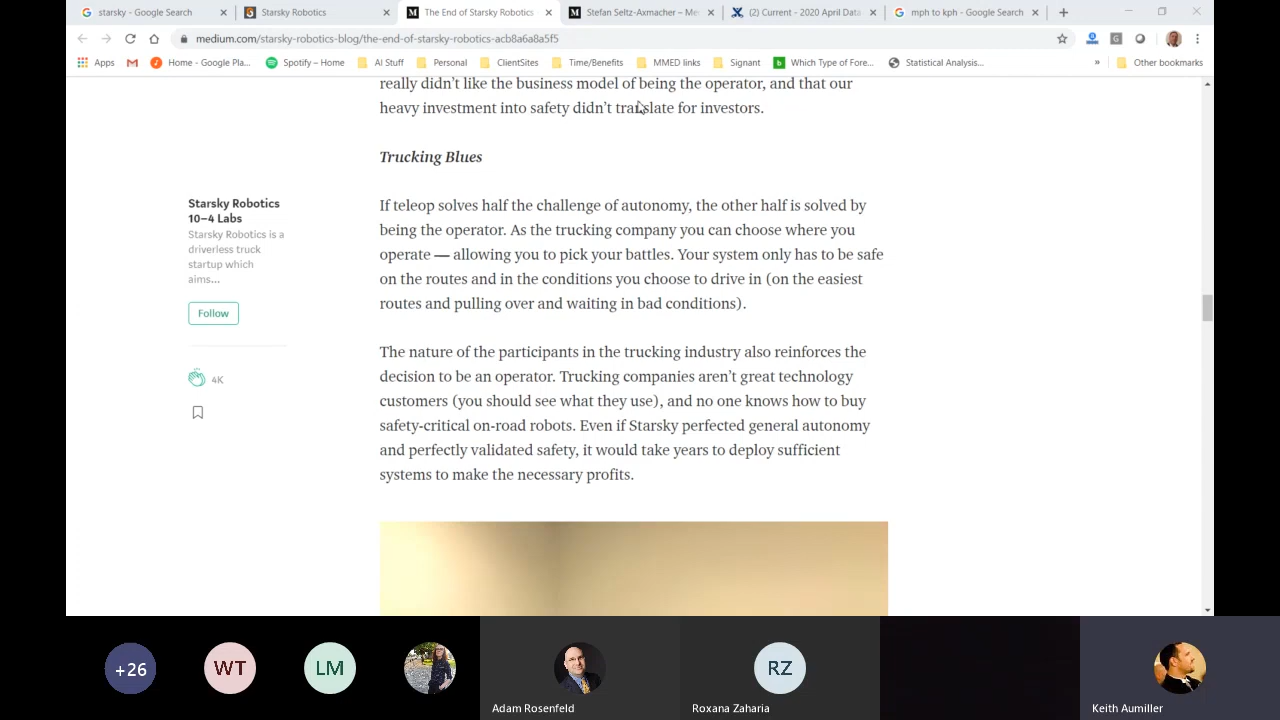 starsky - Google Search
Starsky Robotics
The End of Starsky Robotics
Stefan Seltz-Axmacher – Me
(2) Current - 2020 April Data
mph to kph - Google Search
medium.com/starsky-robotics-blog/the-end-of-starsky-robotics-acb8a6a8a5f5
Apps
Home - Google Pla...
Spotify – Home
AI Stuff
Personal
ClientSites
Time/Benefits
MMED links
Signant
Which Type of Fore...
Statistical Analysis...
»
Other bookmarks
really didn't like the business model of being the operator, and that our
heavy investment into safety didn't translate for investors.
Trucking Blues
Starsky Robotics
10–4 Labs
Starsky Robotics is a
driverless truck
startup which
aims...
Follow
4K
If teleop solves half the challenge of autonomy, the other half is solved by
being the operator. As the trucking company you can choose where you
operate — allowing you to pick your battles. Your system only has to be safe
on the routes and in the conditions you choose to drive in (on the easiest
routes and pulling over and waiting in bad conditions).
The nature of the participants in the trucking industry also reinforces the
decision to be an operator. Trucking companies aren't great technology
customers (you should see what they use), and no one knows how to buy
safety-critical on-road robots. Even if Starsky perfected general autonomy
and perfectly validated safety, it would take years to deploy sufficient
systems to make the necessary profits.
+26
WT
LM
RZ
Adam Rosenfeld
Roxana Zaharia
Keith Aumiller